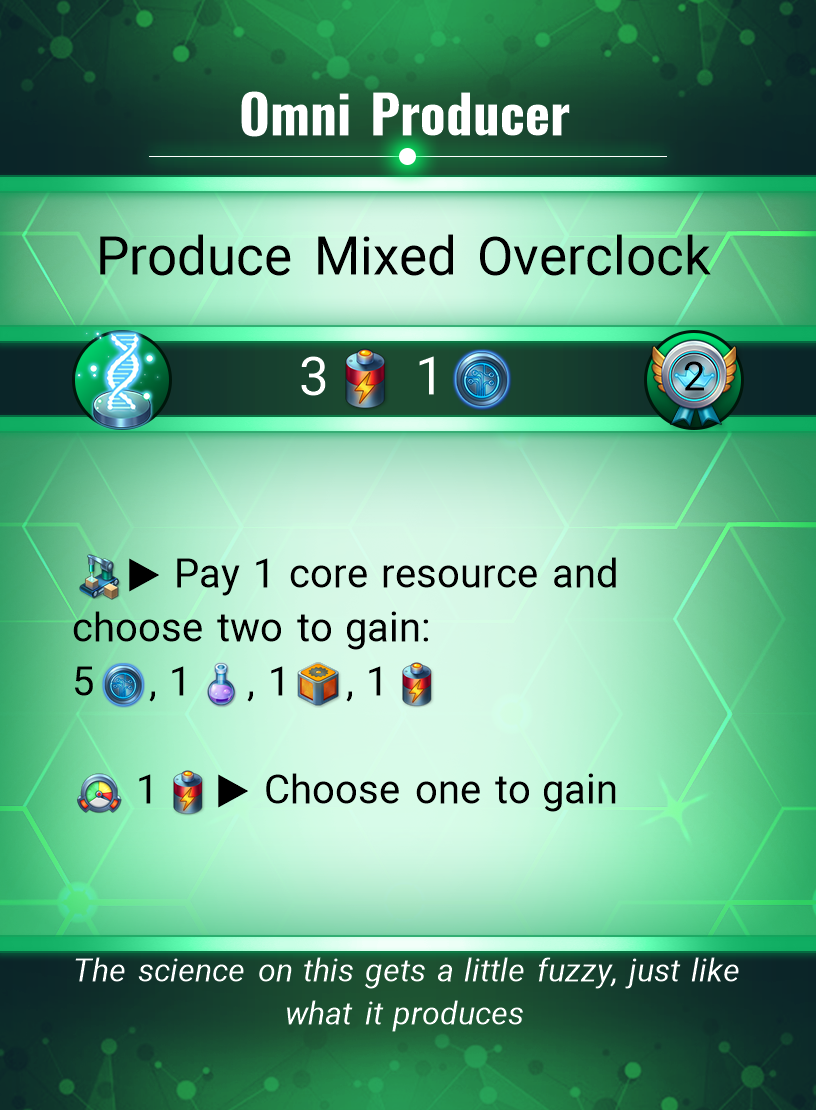 Omni Producer
Produce Mixed Overclock
3 1 2
Pay 1 core resource and
choose two to gain:
5 , 1 , 1 , 1
1 Choose one to gain
The science on this gets a little fuzzy, just like
what it produces